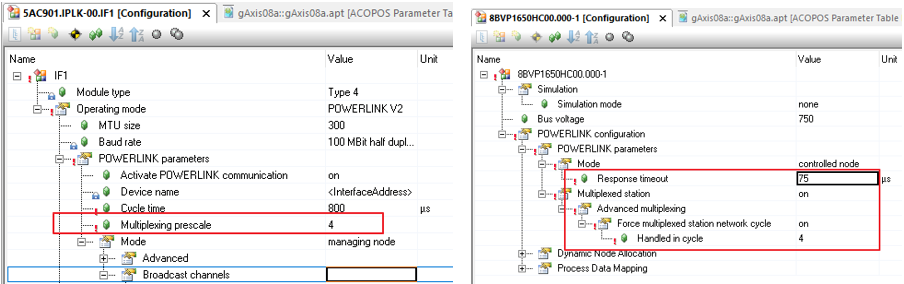 5AC901.IPLK-00.IF1 [Configuration] gAxis08a::gAxis08a.apt [ACOPOS Parameter Ta
Name Value Unit
IF1
Module type Type 4
Operating mode POWERLINK V2
MTU size 300
Baud rate 100 MBit half dupl...
POWERLINK parameters
Activate POWERLINK communication on
Device name <InterfaceAddress>
Cycle time 800 µs
Multiplexing prescale 4
Mode managing node
Advanced
Broadcast channels
8BVP1650HC00.000-1 [Configuration] gAxis08a::gAxis08a.apt [ACOPOS Parameter Table
Name Value Unit
8BVP1650HC00.000-1
Simulation
Simulation mode none
Bus voltage 750
POWERLINK configuration
POWERLINK parameters
Mode controlled node
Response timeout 75 µs
Multiplexed station on
Advanced multiplexing
Force multiplexed station network cycle on
Handled in cycle 4
Dynamic Node Allocation
Process Data Mapping